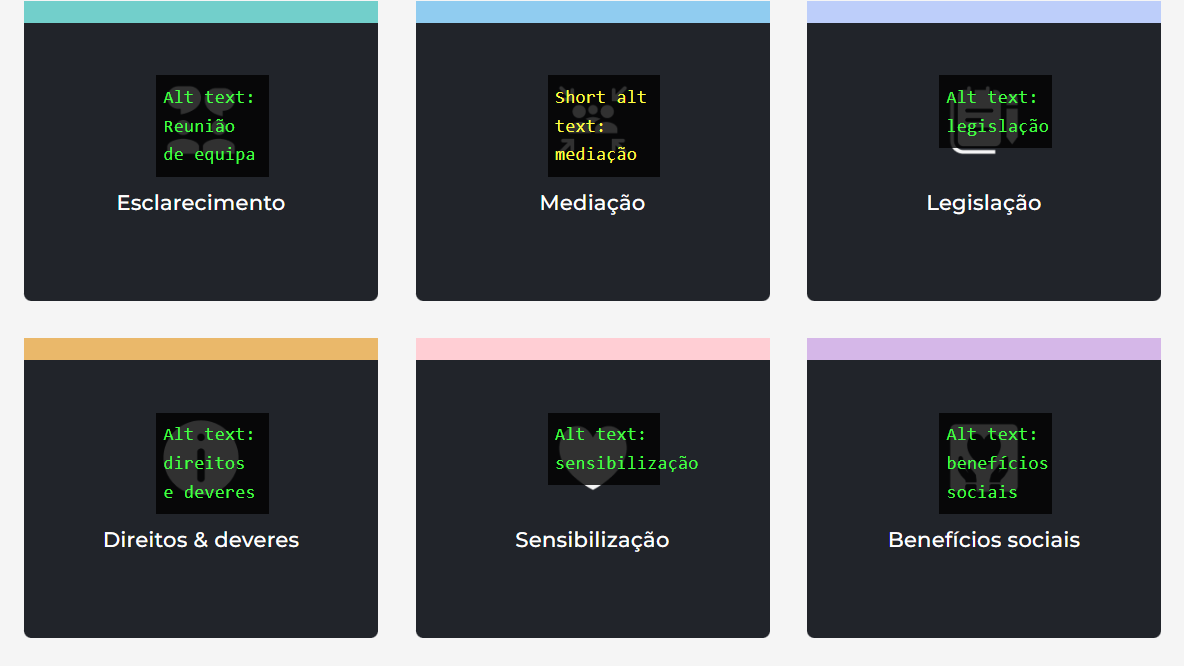 Alt text:
Reunião
de equipa
Esclarecimento
Short alt
text:
mediação
Mediação
Alt text:
legislação
Legislação
Alt text:
direitos
e deveres
Direitos & deveres
Alt text:
sensibilização
Sensibilização
Alt text:
benefícios
sociais
Benefícios sociais